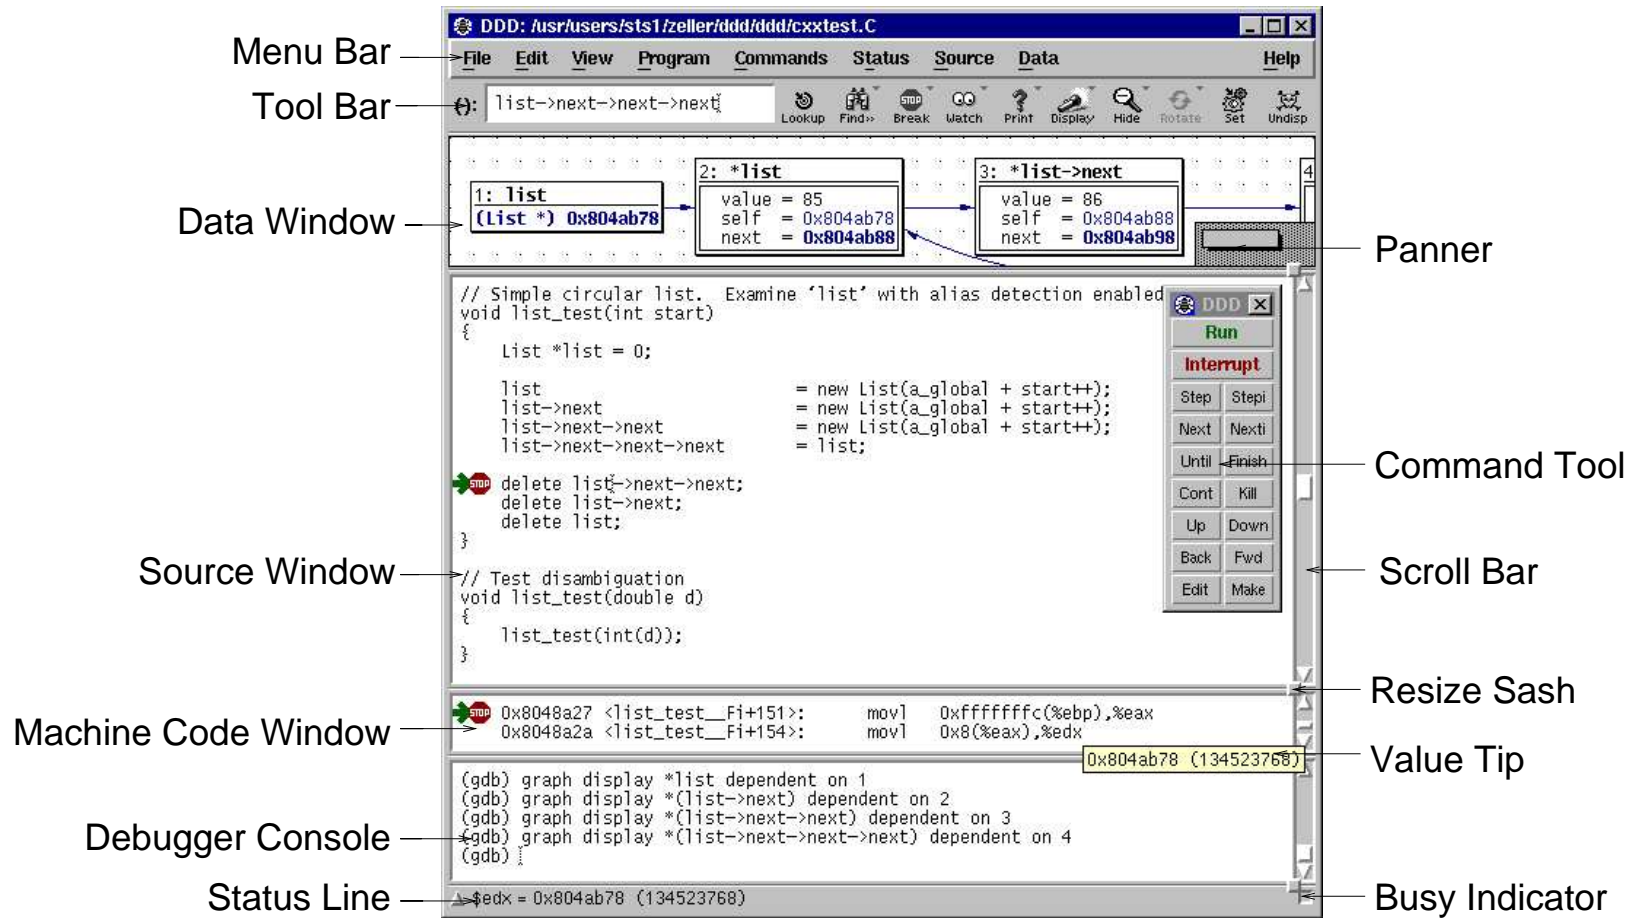 DDD: /usr/users/sts1/zeller/ddd/ddd/cxxtest.C
Menu Bar
File Edit View Program Commands Status Source Data Help
Tool Bar
(): list->next->next->next
Lookup Find>> Break Watch Print Display Hide Rotate Set Undisp
STOP
Data Window
1: list
(List *) 0x804ab78
2: *list
value = 85
self = 0x804ab78
next = 0x804ab88
3: *list->next
value = 86
self = 0x804ab88
next = 0x804ab98
4
Panner
// Simple circular list. Examine 'list' with alias detection enabled
void list_test(int start)
{
List *list = 0;
list = new List(a_global + start++);
list->next = new List(a_global + start++);
list->next->next = new List(a_global + start++);
list->next->next->next = list;
STOP delete list->next->next;
delete list->next;
delete list;
}
Source Window
// Test disambiguation
void list_test(double d)
{
list_test(int(d));
}
DDD
Run
Interrupt
Step Stepi
Next Nexti
Until Finish
Cont Kill
Up Down
Back Fwd
Edit Make
Command Tool
Scroll Bar
Resize Sash
Machine Code Window
STOP 0x8048a27 <list_test__Fi+151>: movl 0xfffffffc(%ebp),%eax
0x8048a2a <list_test__Fi+154>: movl 0x8(%eax),%edx
0x804ab78 (134523768)
Value Tip
Debugger Console
(gdb) graph display *list dependent on 1
(gdb) graph display *(list->next) dependent on 2
(gdb) graph display *(list->next->next) dependent on 3
(gdb) graph display *(list->next->next->next) dependent on 4
(gdb)
Status Line
$edx = 0x804ab78 (134523768)
Busy Indicator